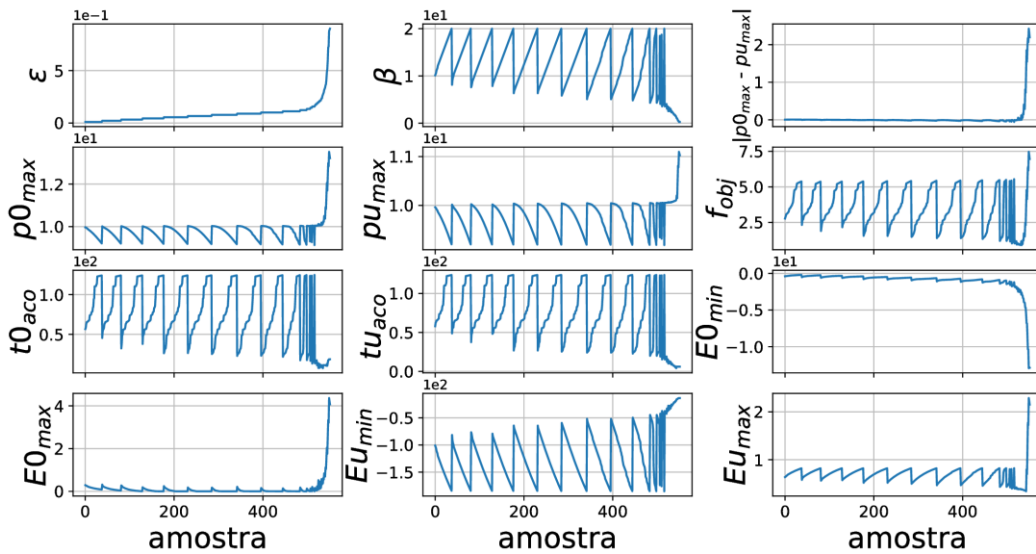 1e−1
ε
5
0
1e1
β
2
1
0
|p0max - pumax|
2
1
0
1e1
p0max
1.2
1.0
1e1
pumax
1.1
1.0
fobj
7.5
5.0
2.5
1e2
t0aco
1.0
0.5
1e2
tuaco
1.0
0.5
0.0
1e1
E0min
0.0
−0.5
−1.0
E0max
4
2
0
0 200 400
amostra
1e2
Eumin
−0.5
−1.0
−1.5
0 200 400
amostra
Eumax
2
1
0 200 400
amostra